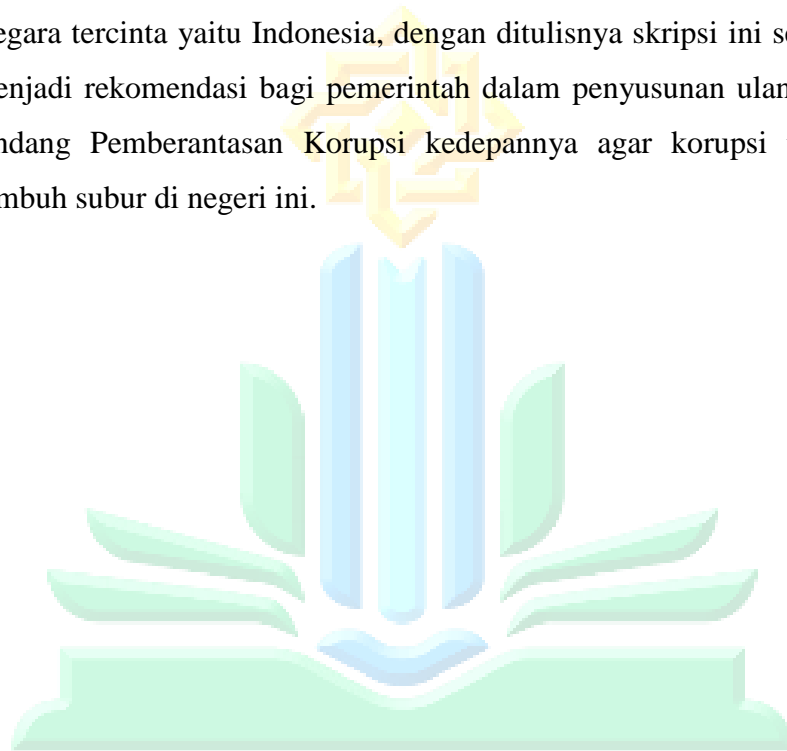 egara tercinta yaitu Indonesia, dengan ditulisnya skripsi ini se
enjadi rekomendasi bagi pemerintah dalam penyusunan ulan
ndang Pemberantasan Korupsi kedepannya agar korupsi
mbuh subur di negeri ini.